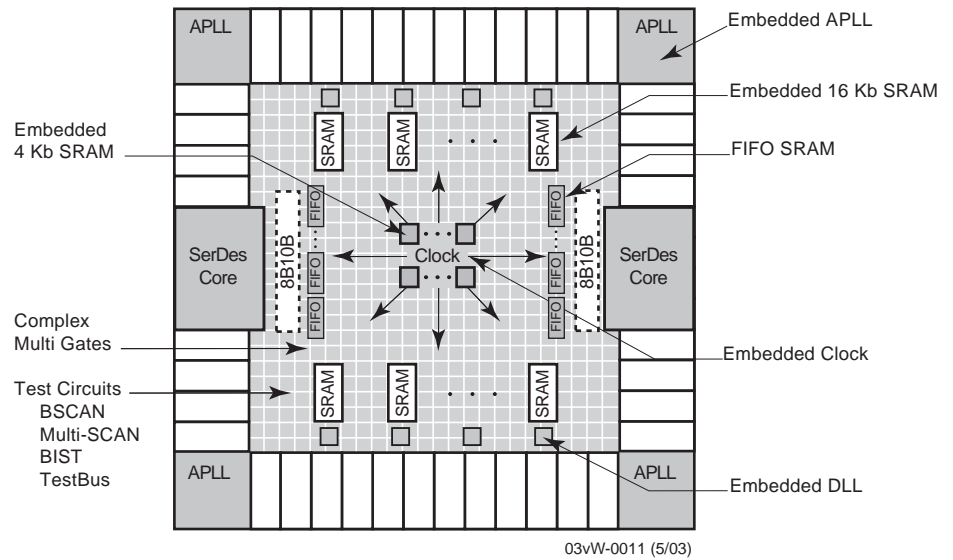 APLL
APLL
Embedded APLL
Embedded 16 Kb SRAM
Embedded
4 Kb SRAM
SRAM
SRAM
. . .
SRAM
FIFO SRAM
FIFO
FIFO
SerDes
Core
8B10B
FIFO
Clock
FIFO
8B10B
SerDes
Core
FIFO
FIFO
Complex
Multi Gates
Embedded Clock
Test Circuits
BSCAN
Multi-SCAN
BIST
TestBus
SRAM
SRAM
. . .
SRAM
APLL
APLL
Embedded DLL
03vW-0011 (5/03)